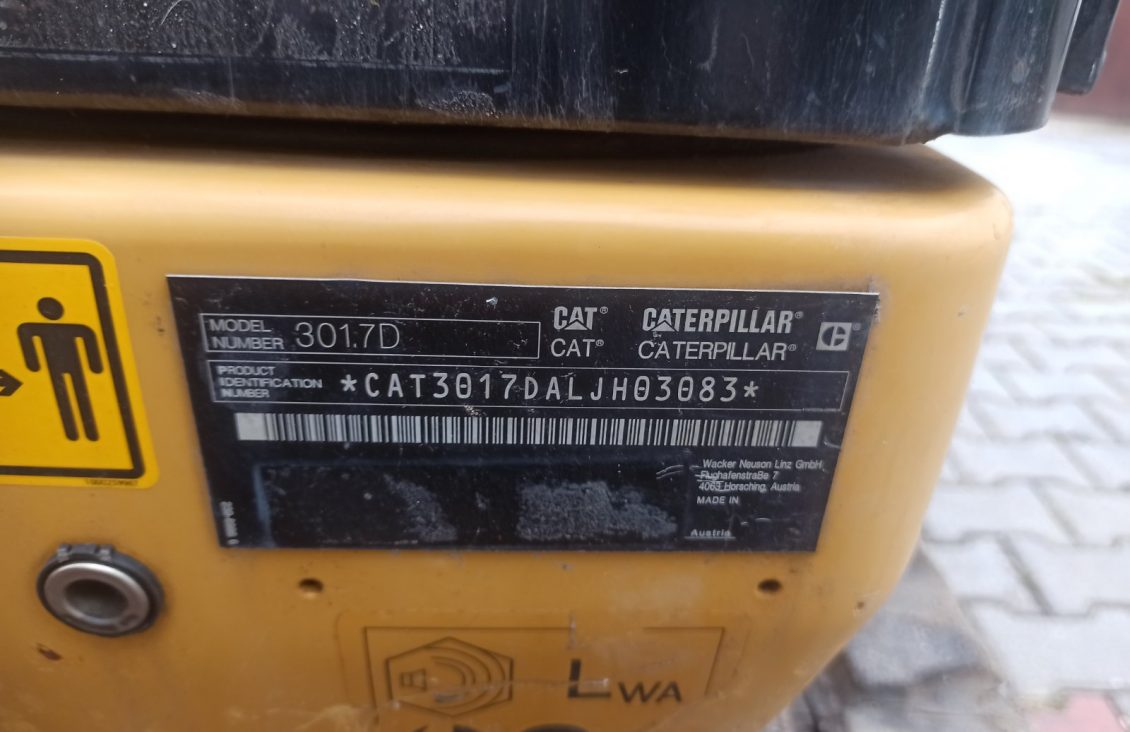 MODEL
NUMBER 301.7D
CAT® CATERPILLAR®
CAT® CATERPILLAR®
PRODUCT
IDENTIFICATION
NUMBER
*CAT3017DALJH03083*
Wacker Neuson Linz GmbH
Flughafenstraße 7
4063 Horsching, Austria
MADE IN
Austria
LWA